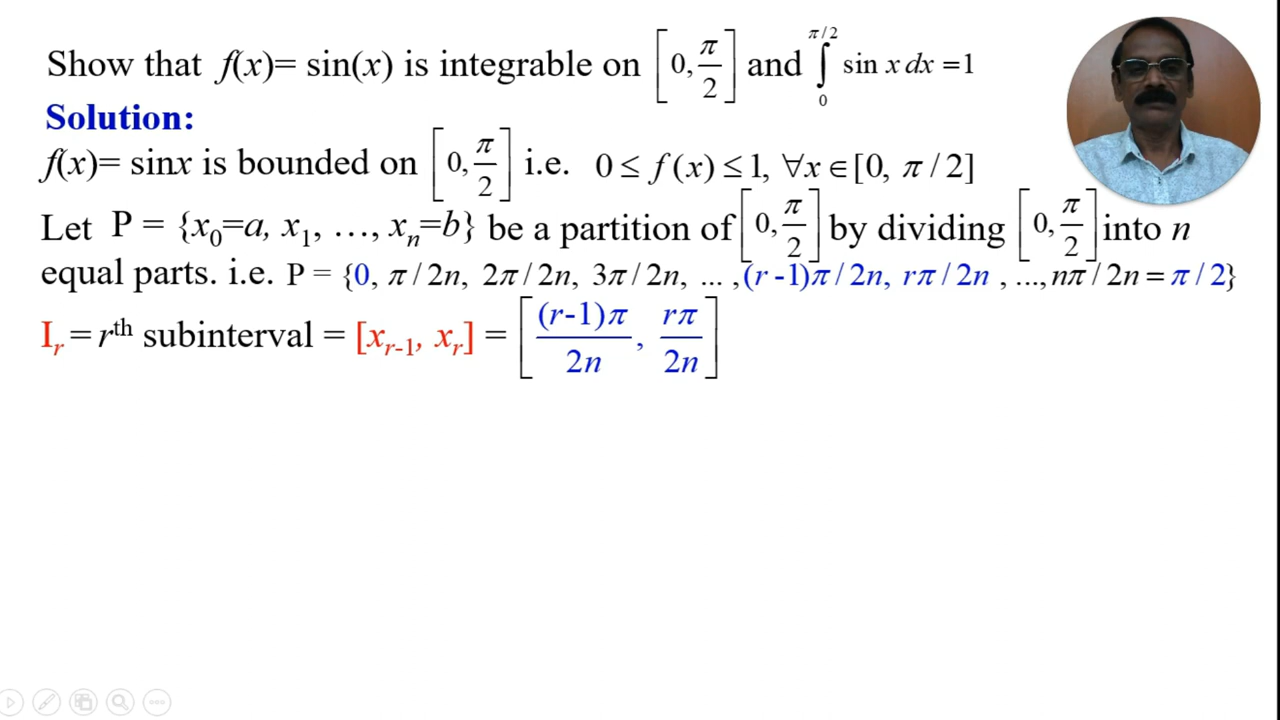 Show that f(x)= sin(x) is integrable on [0, π/2] and ∫₀^{π/2} sin x dx =1
Solution:
f(x)= sinx is bounded on [0, π/2] i.e. 0 ≤ f(x) ≤ 1, ∀x ∈ [0, π / 2]
Let P = {x₀=a, x₁, …, xₙ=b} be a partition of [0, π/2] by dividing [0, π/2] into n
equal parts. i.e. P = {0, π / 2n, 2π / 2n, 3π / 2n, ... ,(r -1)π / 2n, rπ / 2n , ..., nπ / 2n = π / 2}
Iᵣ = rᵗʰ subinterval = [xᵣ₋₁, xᵣ] = [(r-1)π/2n, rπ/2n]